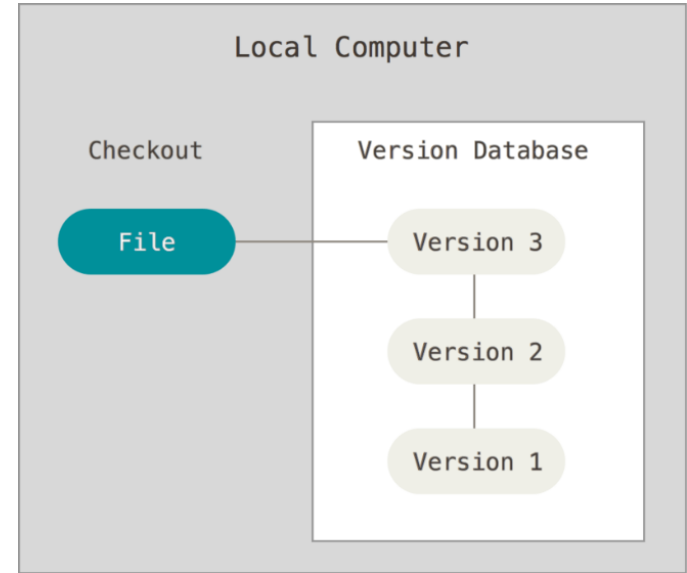 Local Computer
Checkout
Version Database
File
Version 3
Version 2
Version 1